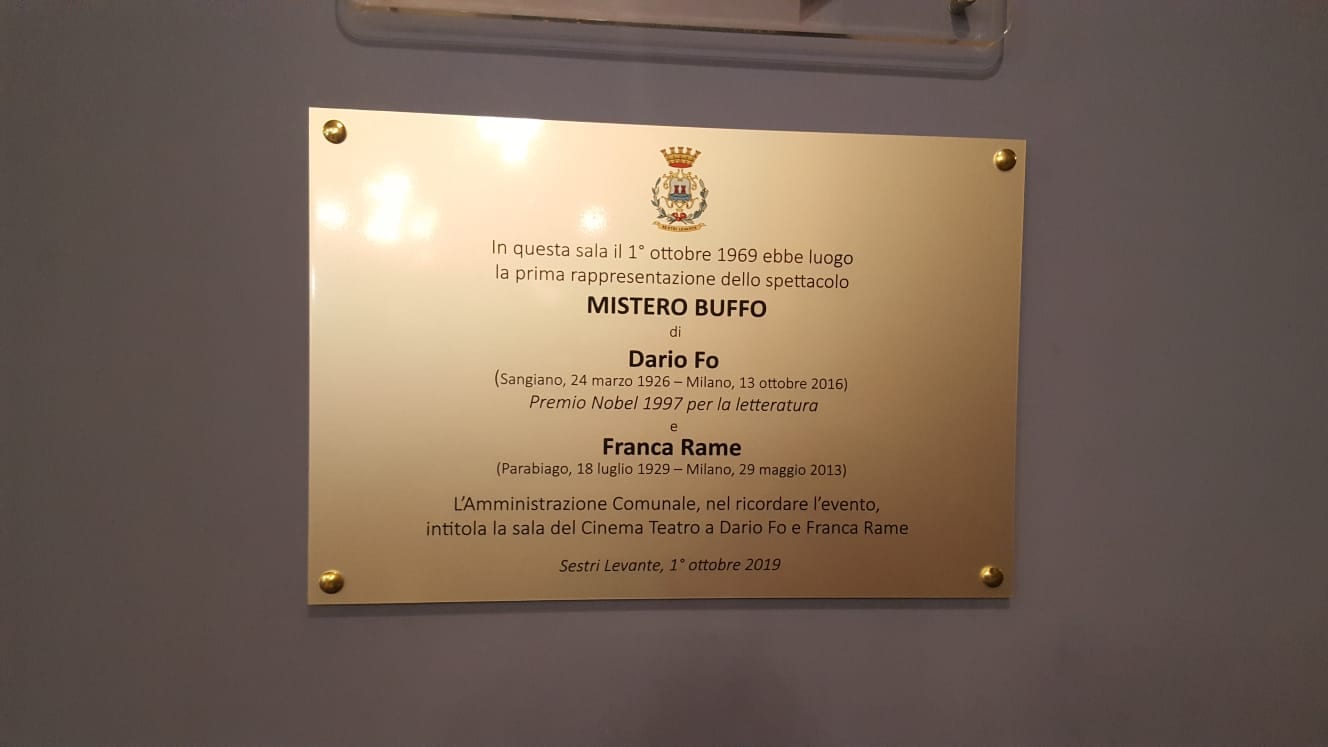 SESTRI LEVANTE
In questa sala il 1° ottobre 1969 ebbe luogo
la prima rappresentazione dello spettacolo
MISTERO BUFFO
di
Dario Fo
(Sangiano, 24 marzo 1926 – Milano, 13 ottobre 2016)
Premio Nobel 1997 per la letteratura
e
Franca Rame
(Parabiago, 18 luglio 1929 – Milano, 29 maggio 2013)
L'Amministrazione Comunale, nel ricordare l'evento,
intitola la sala del Cinema Teatro a Dario Fo e Franca Rame
Sestri Levante, 1° ottobre 2019